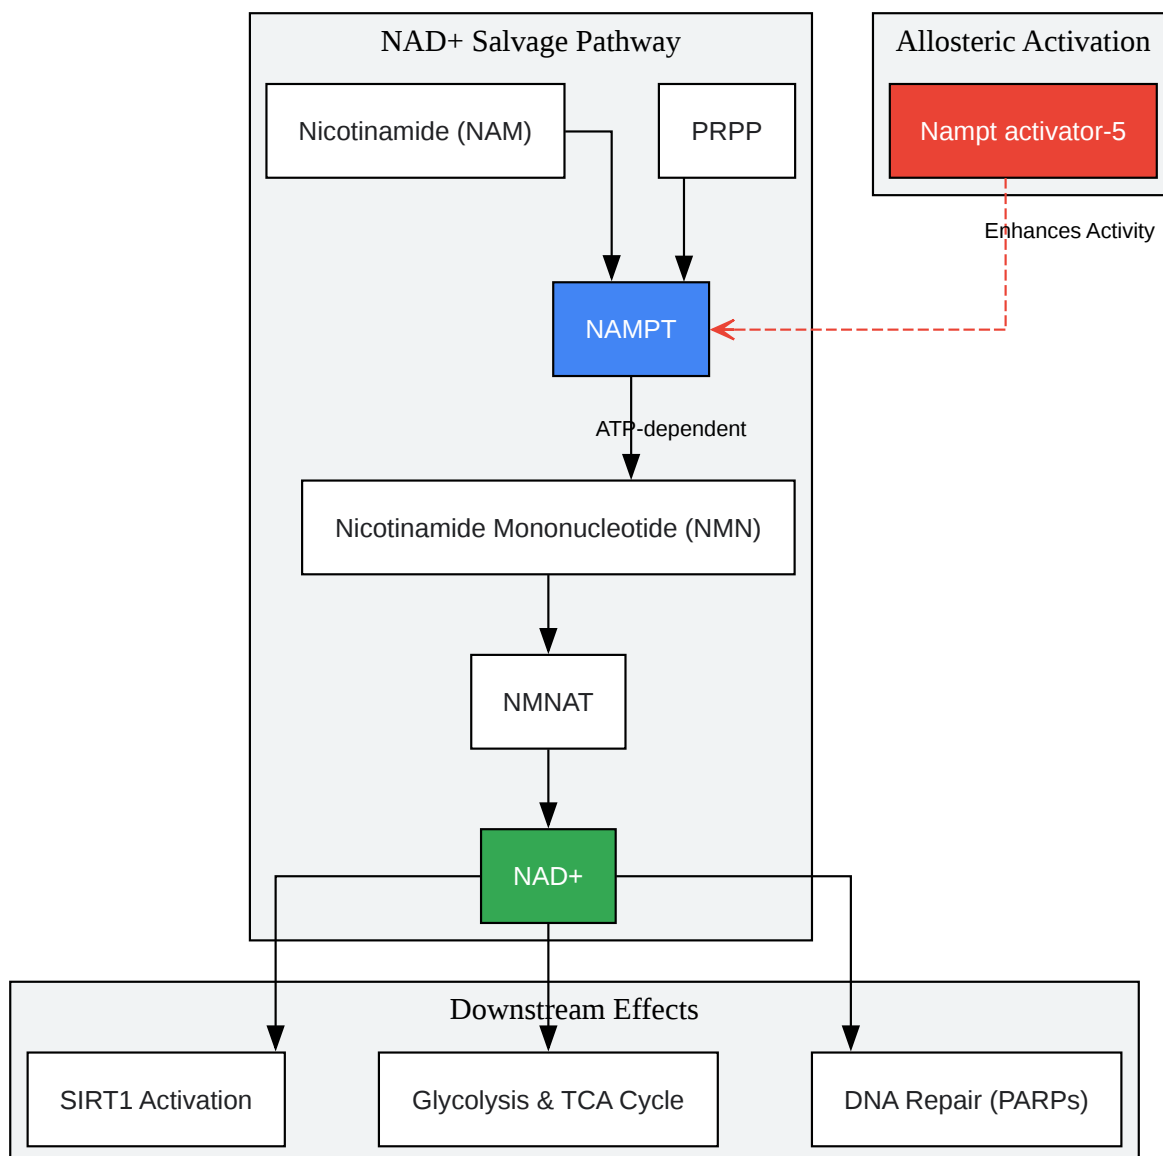 NAD+ Salvage Pathway
Allosteric Activation
Nicotinamide (NAM)
PRPP
Nampt activator-5
Enhances Activity
NAMPT
ATP-dependent
Nicotinamide Mononucleotide (NMN)
NMNAT
NAD+
Downstream Effects
SIRT1 Activation
Glycolysis & TCA Cycle
DNA Repair (PARPs)